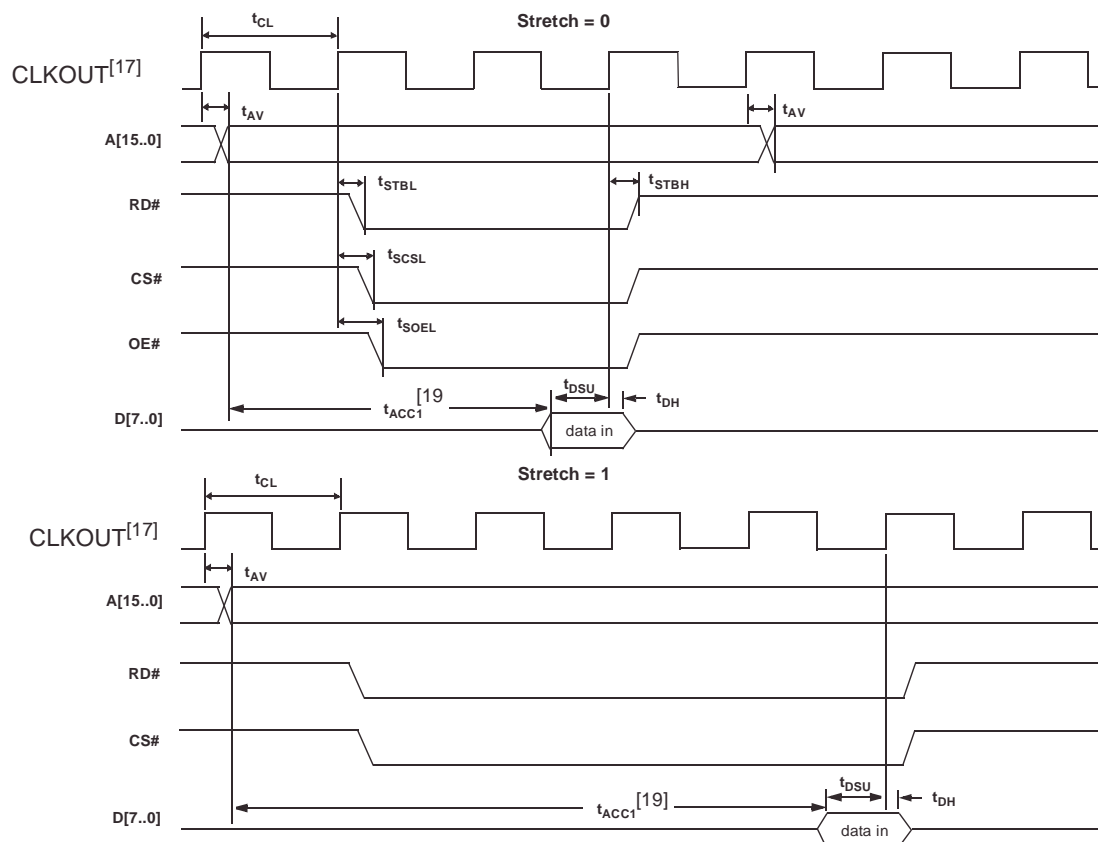 Stretch = 0
tCL
CLKOUT[17]
tAV
tAV
A[15..0]
tSTBL
tSTBH
RD#
tSCSL
CS#
tSOEL
OE#
tDSU
tACC1[19
tDH
D[7..0]
data in
Stretch = 1
tCL
CLKOUT[17]
tAV
A[15..0]
RD#
CS#
tDSU
tACC1[19]
tDH
D[7..0]
data in